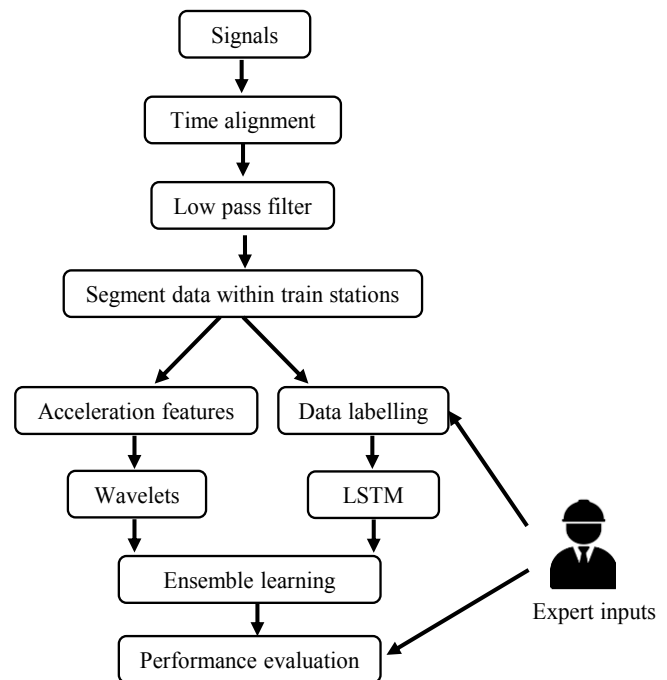 Signals
Time alignment
Low pass filter
Segment data within train stations
Acceleration features
Data labelling
Wavelets
LSTM
Ensemble learning
Expert inputs
Performance evaluation